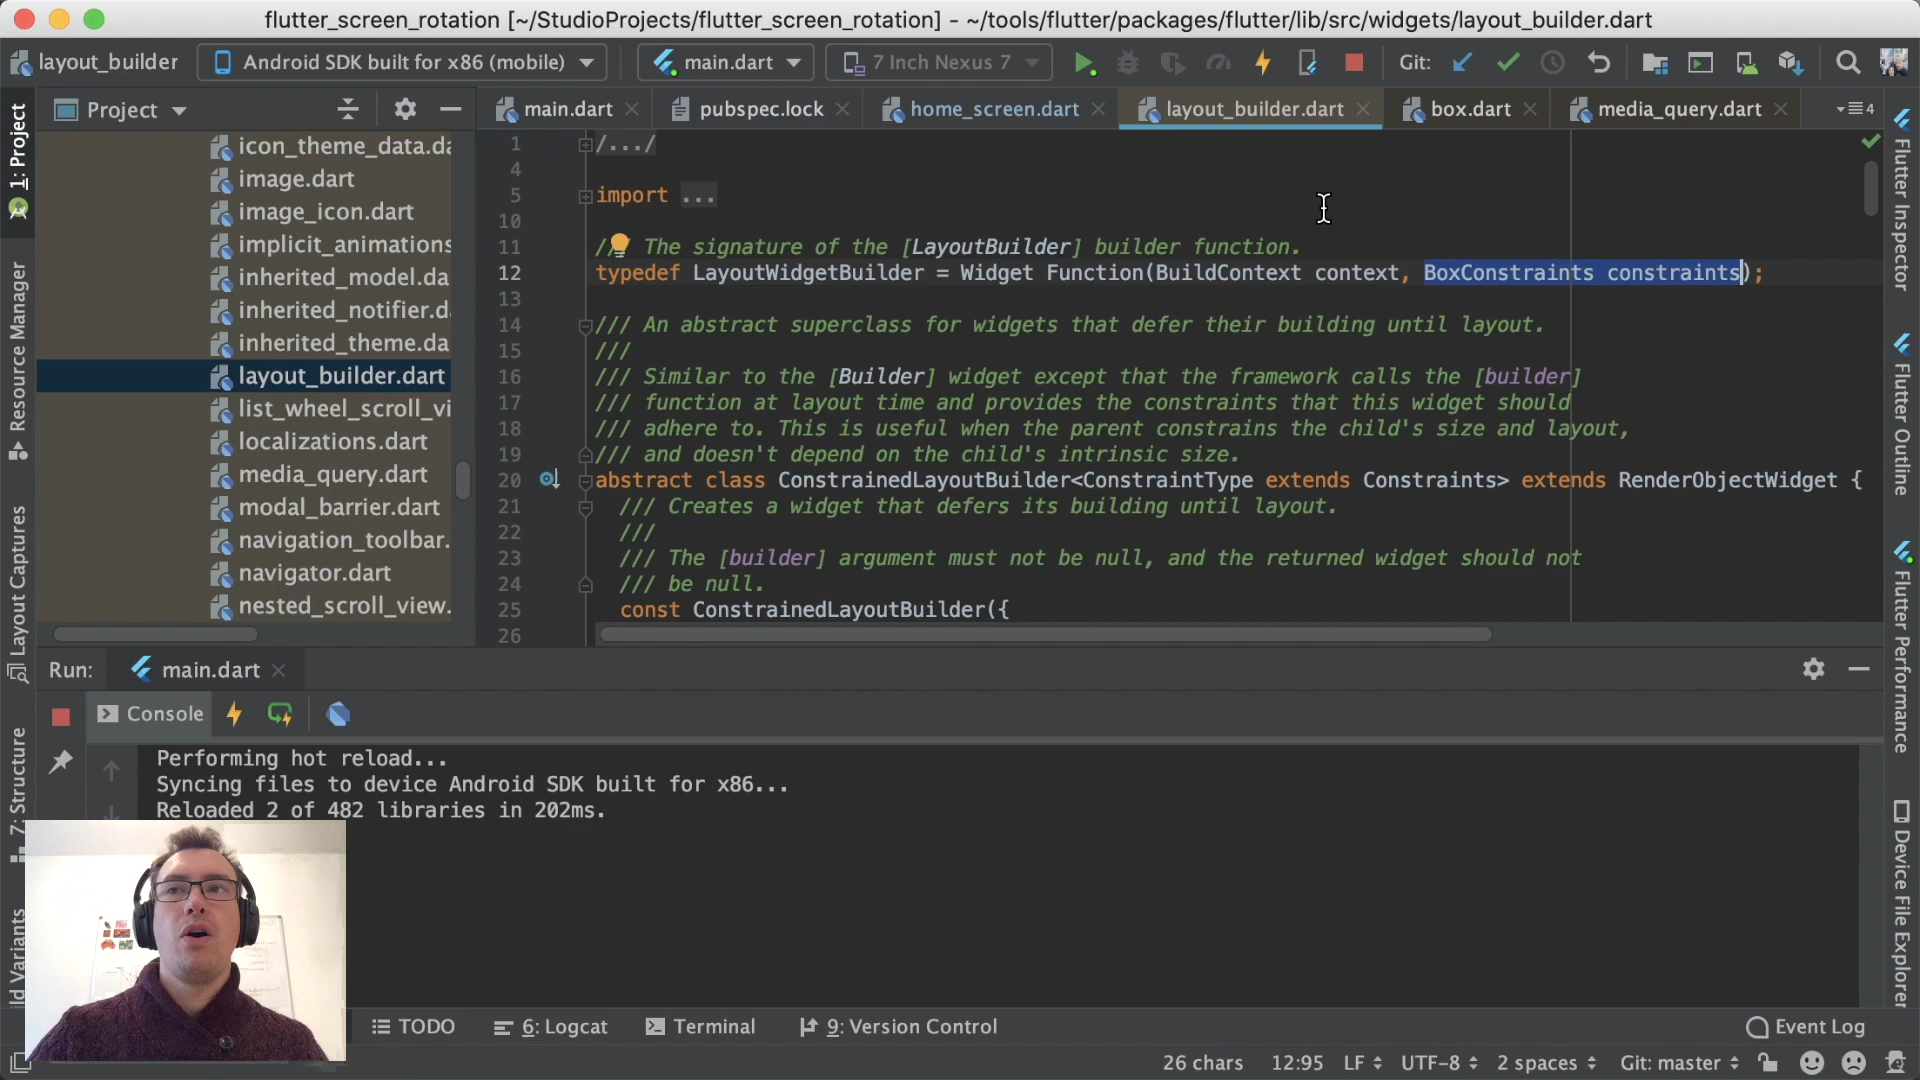 flutter_screen_rotation [~/StudioProjects/flutter_screen_rotation] - ~/tools/flutter/packages/flutter/lib/src/widgets/layout_builder.dart
layout_builder
Android SDK built for x86 (mobile)
main.dart
7 Inch Nexus 7
Git:
Project
main.dart
pubspec.lock
home_screen.dart
layout_builder.dart
box.dart
media_query.dart
4
1: Project
Resource Manager
Layout Captures
7: Structure
ld Variants
icon_theme_data.da
image.dart
image_icon.dart
implicit_animations
inherited_model.da
inherited_notifier.d
inherited_theme.da
layout_builder.dart
list_wheel_scroll_vi
localizations.dart
media_query.dart
modal_barrier.dart
navigation_toolbar.
navigator.dart
nested_scroll_view.
1 /.../
4
5 import ...
10
11 /// The signature of the [LayoutBuilder] builder function.
12 typedef LayoutWidgetBuilder = Widget Function(BuildContext context, BoxConstraints constraints);
13
14 /// An abstract superclass for widgets that defer their building until layout.
15 ///
16 /// Similar to the [Builder] widget except that the framework calls the [builder]
17 /// function at layout time and provides the constraints that this widget should
18 /// adhere to. This is useful when the parent constrains the child's size and layout,
19 /// and doesn't depend on the child's intrinsic size.
20 abstract class ConstrainedLayoutBuilder<ConstraintType extends Constraints> extends RenderObjectWidget {
21 /// Creates a widget that defers its building until layout.
22 ///
23 /// The [builder] argument must not be null, and the returned widget should not
24 /// be null.
25 const ConstrainedLayoutBuilder({
26
Flutter Inspector
Flutter Outline
Flutter Performance
Device File Explorer
Run:
main.dart
Console
Performing hot reload...
Syncing files to device Android SDK built for x86...
Reloaded 2 of 482 libraries in 202ms.
TODO
6: Logcat
Terminal
9: Version Control
Event Log
26 chars
12:95
LF
UTF-8
2 spaces
Git: master